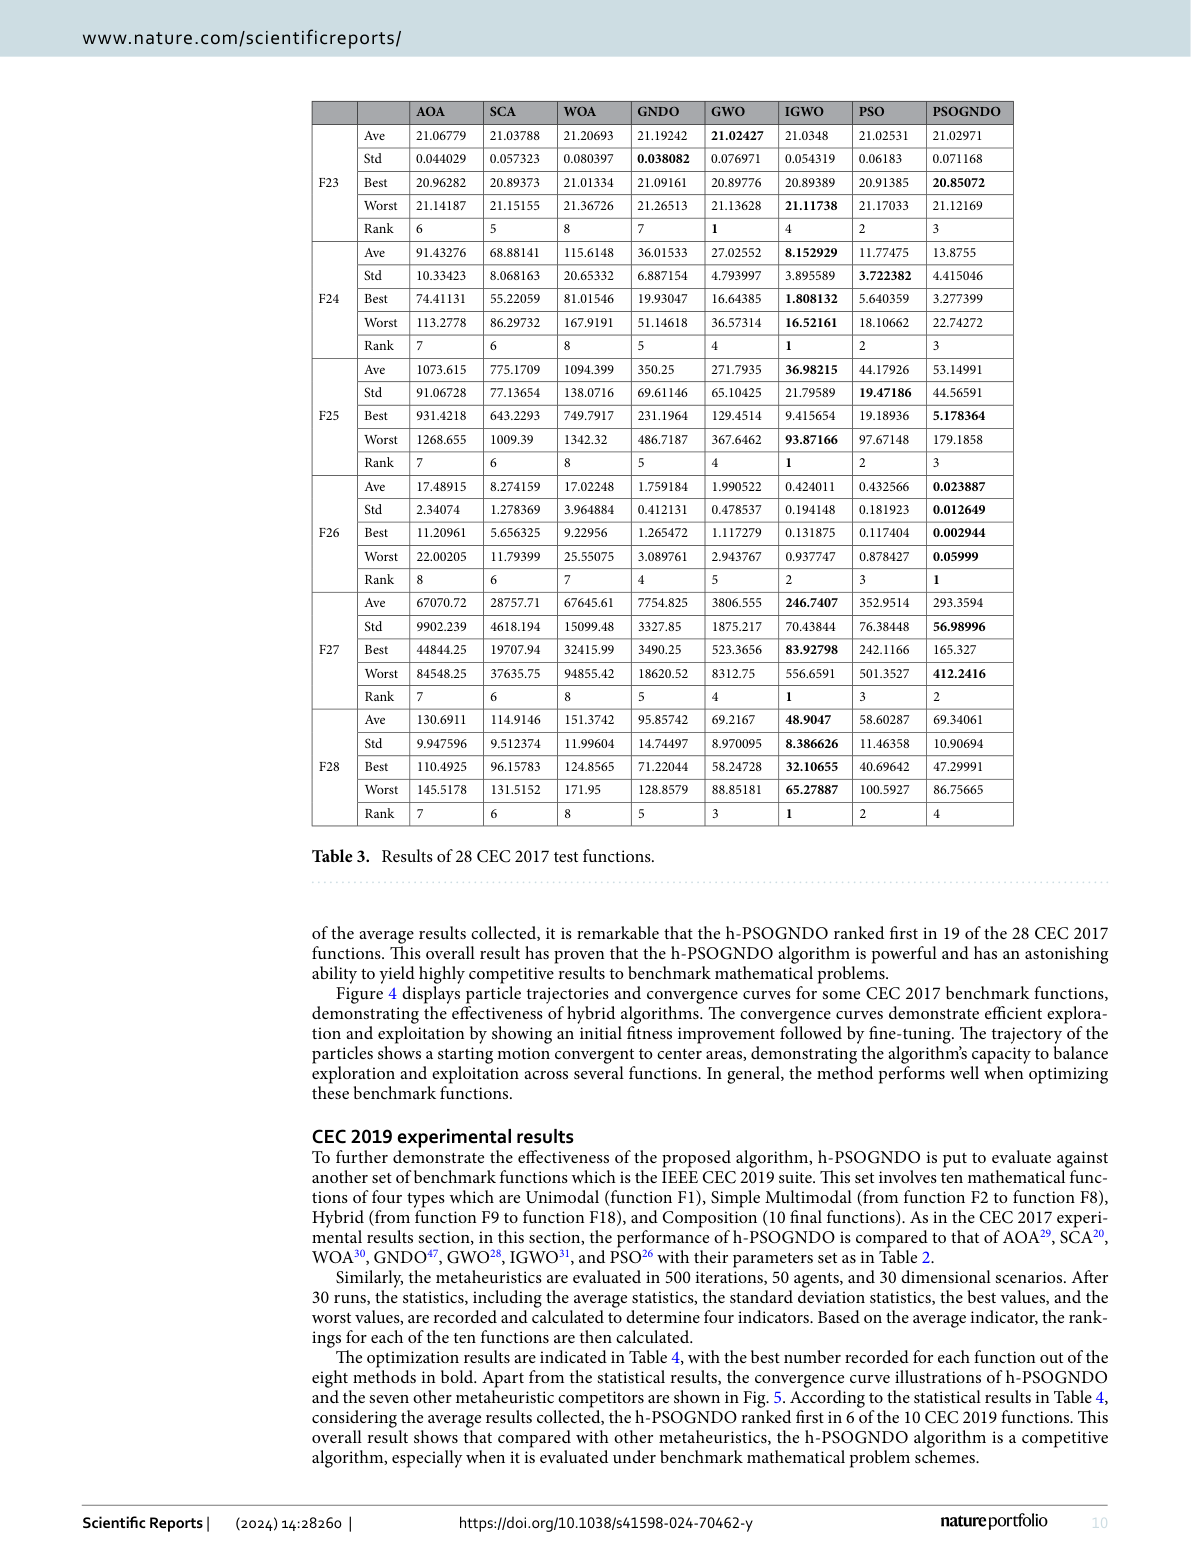 www.nature.com/scientificreports/
AOA SCA WOA GNDO GWO IGWO PSO PSOGNDO
F23
Ave 21.06779 21.03788 21.20693 21.19242 21.02427 21.0348 21.02531 21.02971
Std 0.044029 0.057323 0.080397 0.038082 0.076971 0.054319 0.06183 0.071168
Best 20.96282 20.89373 21.01334 21.09161 20.89776 20.89389 20.91385 20.85072
Worst 21.14187 21.15155 21.36726 21.26513 21.13628 21.11738 21.17033 21.12169
Rank 6 5 8 7 1 4 2 3
F24
Ave 91.43276 68.88141 115.6148 36.01533 27.02552 8.152929 11.77475 13.8755
Std 10.33423 8.068163 20.65332 6.887154 4.793997 3.895589 3.722382 4.415046
Best 74.41131 55.22059 81.01546 19.93047 16.64385 1.808132 5.640359 3.277399
Worst 113.2778 86.29732 167.9191 51.14618 36.57314 16.52161 18.10662 22.74272
Rank 7 6 8 5 4 1 2 3
F25
Ave 1073.615 775.1709 1094.399 350.25 271.7935 36.98215 44.17926 53.14991
Std 91.06728 77.13654 138.0716 69.61146 65.10425 21.79589 19.47186 44.56591
Best 931.4218 643.2293 749.7917 231.1964 129.4514 9.415654 19.18936 5.178364
Worst 1268.655 1009.39 1342.32 486.7187 367.6462 93.87166 97.67148 179.1858
Rank 7 6 8 5 4 1 2 3
F26
Ave 17.48915 8.274159 17.02248 1.759184 1.990522 0.424011 0.432566 0.023887
Std 2.34074 1.278369 3.964884 0.412131 0.478537 0.194148 0.181923 0.012649
Best 11.20961 5.656325 9.22956 1.265472 1.117279 0.131875 0.117404 0.002944
Worst 22.00205 11.79399 25.55075 3.089761 2.943767 0.937747 0.878427 0.05999
Rank 8 6 7 4 5 2 3 1
F27
Ave 67070.72 28757.71 67645.61 7754.825 3806.555 246.7407 352.9514 293.3594
Std 9902.239 4618.194 15099.48 3327.85 1875.217 70.43844 76.38448 56.98996
Best 44844.25 19707.94 32415.99 3490.25 523.3656 83.92798 242.1166 165.327
Worst 84548.25 37635.75 94855.42 18620.52 8312.75 556.6591 501.3527 412.2416
Rank 7 6 8 5 4 1 3 2
F28
Ave 130.6911 114.9146 151.3742 95.85742 69.2167 48.9047 58.60287 69.34061
Std 9.947596 9.512374 11.99604 14.74497 8.970095 8.386626 11.46358 10.90694
Best 110.4925 96.15783 124.8565 71.22044 58.24728 32.10655 40.69642 47.29991
Worst 145.5178 131.5152 171.95 128.8579 88.85181 65.27887 100.5927 86.75665
Rank 7 6 8 5 3 1 2 4
Table 3. Results of 28 CEC 2017 test functions.
of the average results collected, it is remarkable that the h-PSOGNDO ranked first in 19 of the 28 CEC 2017
functions. This overall result has proven that the h-PSOGNDO algorithm is powerful and has an astonishing
ability to yield highly competitive results to benchmark mathematical problems.
Figure 4 displays particle trajectories and convergence curves for some CEC 2017 benchmark functions,
demonstrating the effectiveness of hybrid algorithms. The convergence curves demonstrate efficient explora-
tion and exploitation by showing an initial fitness improvement followed by fine-tuning. The trajectory of the
particles shows a starting motion convergent to center areas, demonstrating the algorithm's capacity to balance
exploration and exploitation across several functions. In general, the method performs well when optimizing
these benchmark functions.
CEC 2019 experimental results
To further demonstrate the effectiveness of the proposed algorithm, h-PSOGNDO is put to evaluate against
another set of benchmark functions which is the IEEE CEC 2019 suite. This set involves ten mathematical func-
tions of four types which are Unimodal (function F1), Simple Multimodal (from function F2 to function F8),
Hybrid (from function F9 to function F18), and Composition (10 final functions). As in the CEC 2017 experi-
mental results section, in this section, the performance of h-PSOGNDO is compared to that of AOA29, SCA20,
WOA30, GNDO47, GWO28, IGWO31, and PSO26 with their parameters set as in Table 2.
Similarly, the metaheuristics are evaluated in 500 iterations, 50 agents, and 30 dimensional scenarios. After
30 runs, the statistics, including the average statistics, the standard deviation statistics, the best values, and the
worst values, are recorded and calculated to determine four indicators. Based on the average indicator, the rank-
ings for each of the ten functions are then calculated.
The optimization results are indicated in Table 4, with the best number recorded for each function out of the
eight methods in bold. Apart from the statistical results, the convergence curve illustrations of h-PSOGNDO
and the seven other metaheuristic competitors are shown in Fig. 5. According to the statistical results in Table 4,
considering the average results collected, the h-PSOGNDO ranked first in 6 of the 10 CEC 2019 functions. This
overall result shows that compared with other metaheuristics, the h-PSOGNDO algorithm is a competitive
algorithm, especially when it is evaluated under benchmark mathematical problem schemes.
Scientific Reports | (2024) 14:28260 | https://doi.org/10.1038/s41598-024-70462-y natureportfolio 10